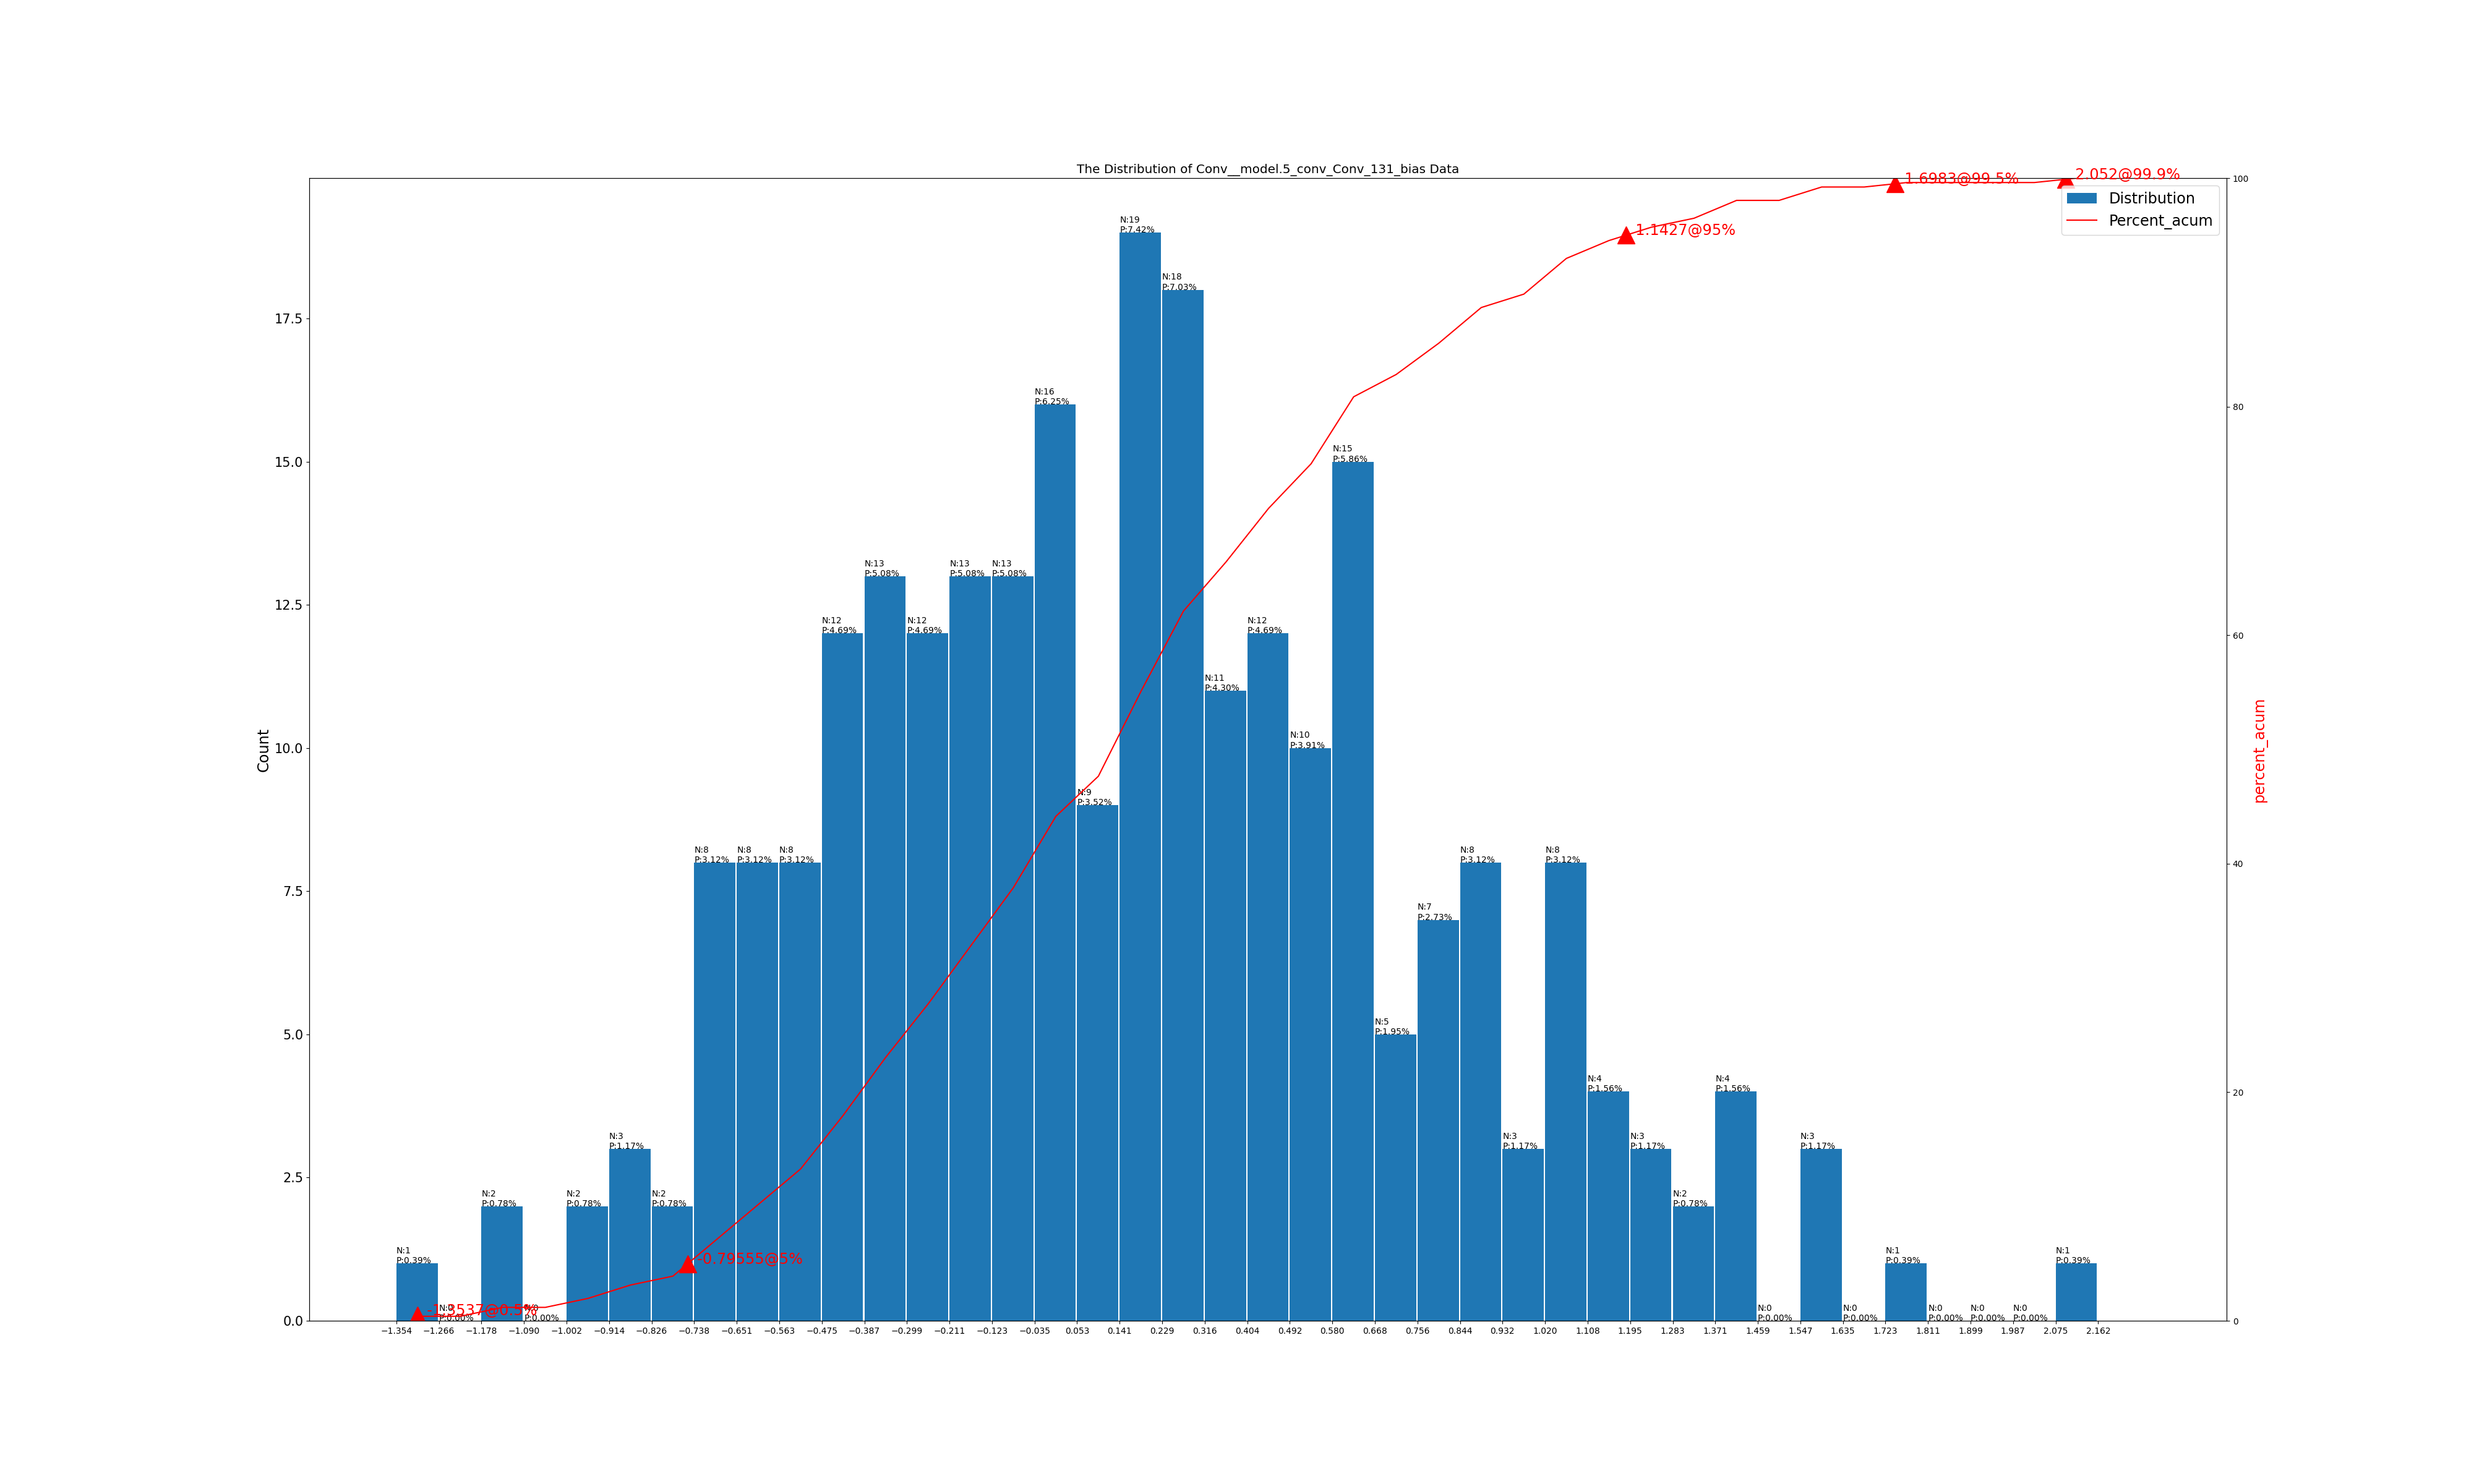 The Distribution of Conv__model.5_conv_Conv_131_bias Data
Distribution
Percent_acum
Count
percent_acum
17.5
15.0
12.5
10.0
7.5
5.0
2.5
0.0
100
80
60
40
20
0
N:1
P:0.39%
N:0
P:0.00%
N:2
P:0.78%
N:0
P:0.00%
N:2
P:0.78%
N:3
P:1.17%
N:2
P:0.78%
N:8
P:3.12%
N:8
P:3.12%
N:8
P:3.12%
N:12
P:4.69%
N:13
P:5.08%
N:12
P:4.69%
N:13
P:5.08%
N:13
P:5.08%
N:16
P:6.25%
N:9
P:3.52%
N:19
P:7.42%
N:18
P:7.03%
N:11
P:4.30%
N:12
P:4.69%
N:10
P:3.91%
N:15
P:5.86%
N:5
P:1.95%
N:7
P:2.73%
N:8
P:3.12%
N:3
P:1.17%
N:8
P:3.12%
N:4
P:1.56%
N:3
P:1.17%
N:2
P:0.78%
N:4
P:1.56%
N:0
P:0.00%
N:3
P:1.17%
N:0
P:0.00%
N:1
P:0.39%
N:0
P:0.00%
N:0
P:0.00%
N:0
P:0.00%
N:1
P:0.39%
-1.3537@0.5%
-0.79555@5%
1.1427@95%
1.6983@99.5%
2.052@99.9%
−1.354 −1.266 −1.178 −1.090 −1.002 −0.914 −0.826 −0.738 −0.651 −0.563 −0.475 −0.387 −0.299 −0.211 −0.123 −0.035 0.053 0.141 0.229 0.316 0.404 0.492 0.580 0.668 0.756 0.844 0.932 1.020 1.108 1.195 1.283 1.371 1.459 1.547 1.635 1.723 1.811 1.899 1.987 2.075 2.162